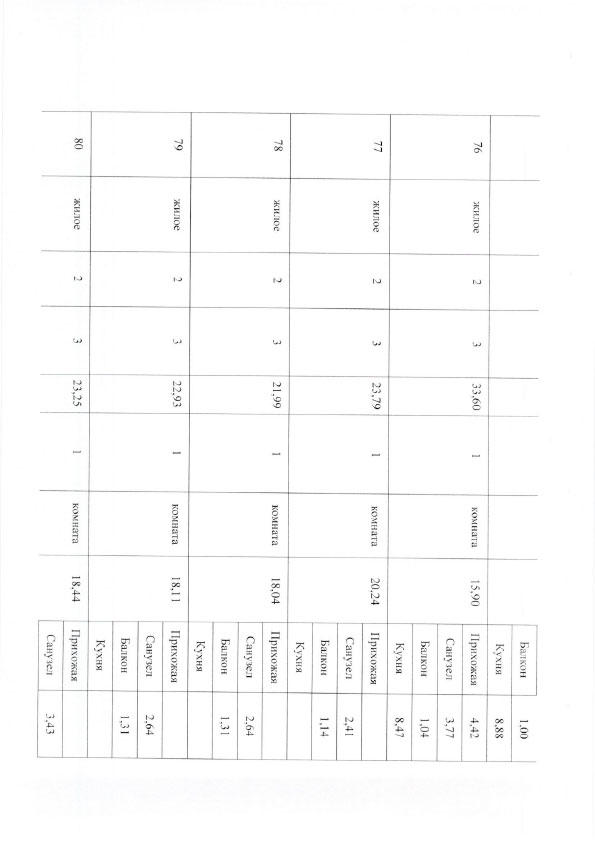 Балкон 1,00
Кухня 8,88
76 жилое 2 3 33,60 1 комната 15,90 Прихожая 4,42
Санузел 3,77
Балкон 1,04
Кухня 8,47
77 жилое 2 3 23,79 1 комната 20,24 Прихожая
Санузел 2,41
Балкон 1,14
Кухня
78 жилое 2 3 21,99 1 комната 18,04 Прихожая
Санузел 2,64
Балкон 1,31
Кухня
79 жилое 2 3 22,93 1 комната 18,11 Прихожая
Санузел 2,64
Балкон 1,31
Кухня
80 жилое 2 3 23,25 1 комната 18,44 Прихожая
Санузел 3,43